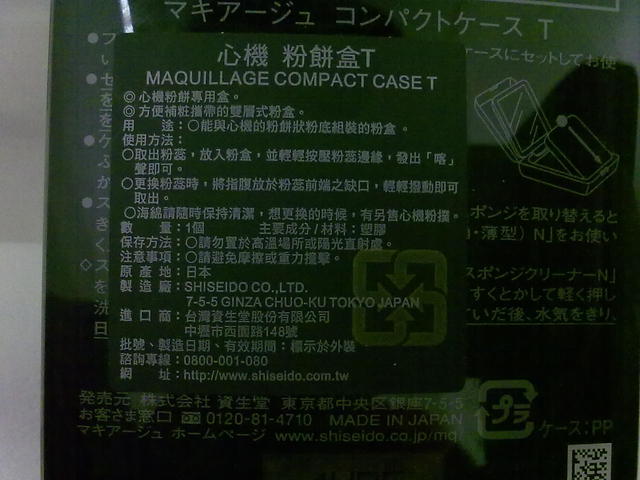 マキアージュ コンパクトケース T
ケースにセットしてお使
心機 粉餅盒T
MAQUILLAGE COMPACT CASE T
◎心機粉餅專用盒。
◎方便補粧攜帶的雙層式粉盒。
用 途：○能與心機的粉餅狀粉底組裝的粉盒。
使用方法：
○取出粉蕊，放入粉盒，並輕輕按壓粉蕊邊緣，發出「喀」
聲即可。
○更換粉蕊時，將指腹放於粉蕊前端之缺口，輕輕撥動即可
取出。
○海綿請隨時保持清潔，想更換的時候，有另售心機粉撲。
數 量：1個 主要成分/材料：塑膠
保存方法：○請勿置於高溫場所或陽光直射處。
注意事項：○請避免摩擦或重力撞擊。
原 產 地：日本
製 造 廠：SHISEIDO CO.,LTD.
7-5-5 GINZA CHUO-KU TOKYO JAPAN
進 口 商：台灣資生堂股份有限公司
中壢市西園路148號
批號、製造日期、有效期間：標示於外裝
諮詢專線：0800-001-080
網 址：http://www.shiseido.com.tw
ポンジを取り替えると
・薄型) N」をお使い
スポンジクリーナーN」
すくとかして軽く押し
ていだ後、水気をきり、
発売元 株式会社 資生堂 東京都中央区銀座7-5-5
お客さま窓口 0120-81-4710 MADE IN JAPAN
マキアージュ ホームページ www.shiseido.co.jp/mq
プラ
ケース:PP